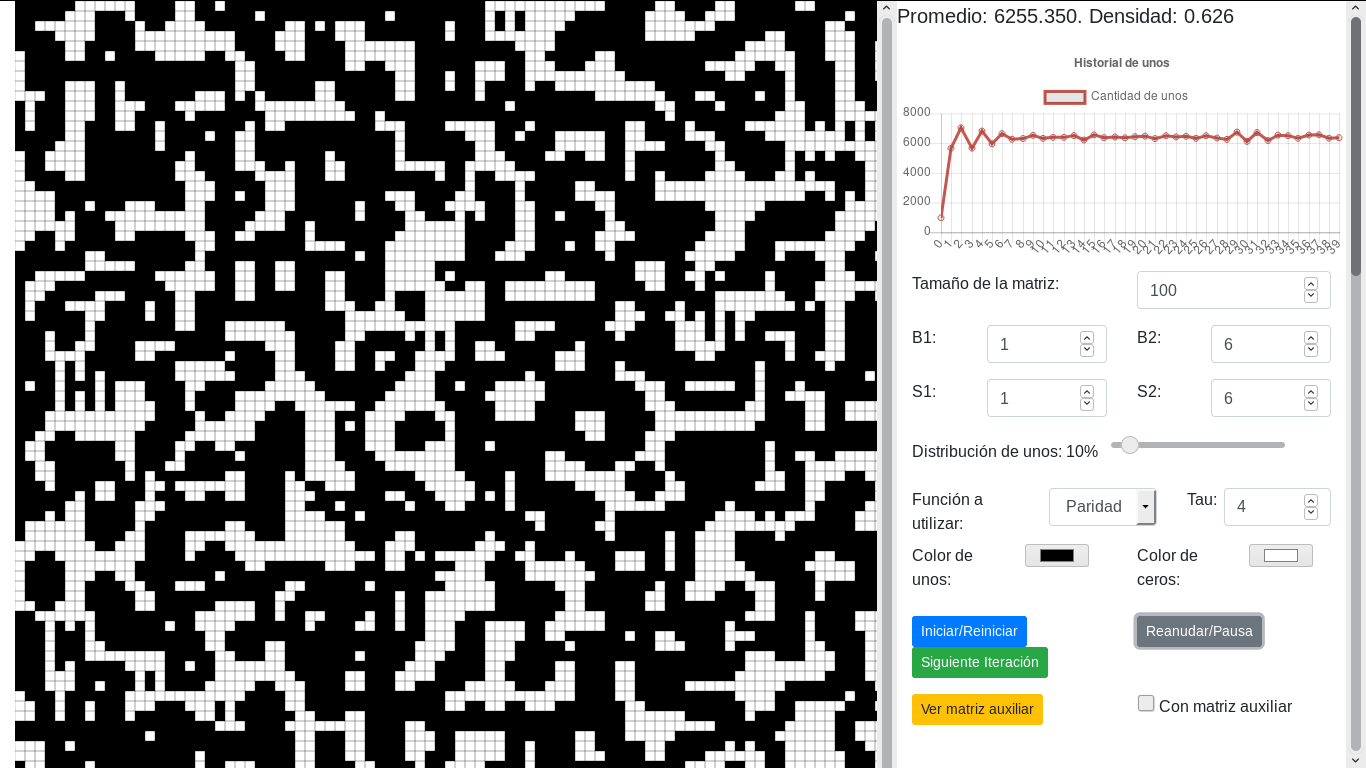 Promedio: 6255.350. Densidad: 0.626
Historial de unos
Cantidad de unos
8000
6000
4000
2000
0
0 1 2 3 4 5 6 7 8 9 10 11 12 13 14 15 16 17 18 19 20 21 22 23 24 25 26 27 28 29 30 31 32 33 34 35 36 37 38 39
Tamaño de la matriz: 100
B1: 1 B2: 6
S1: 1 S2: 6
Distribución de unos: 10%
Función a
utilizar: Paridad Tau: 4
Color de
unos:
Color de
ceros:
Iniciar/Reiniciar Reanudar/Pausa
Siguiente Iteración
Ver matriz auxiliar Con matriz auxiliar